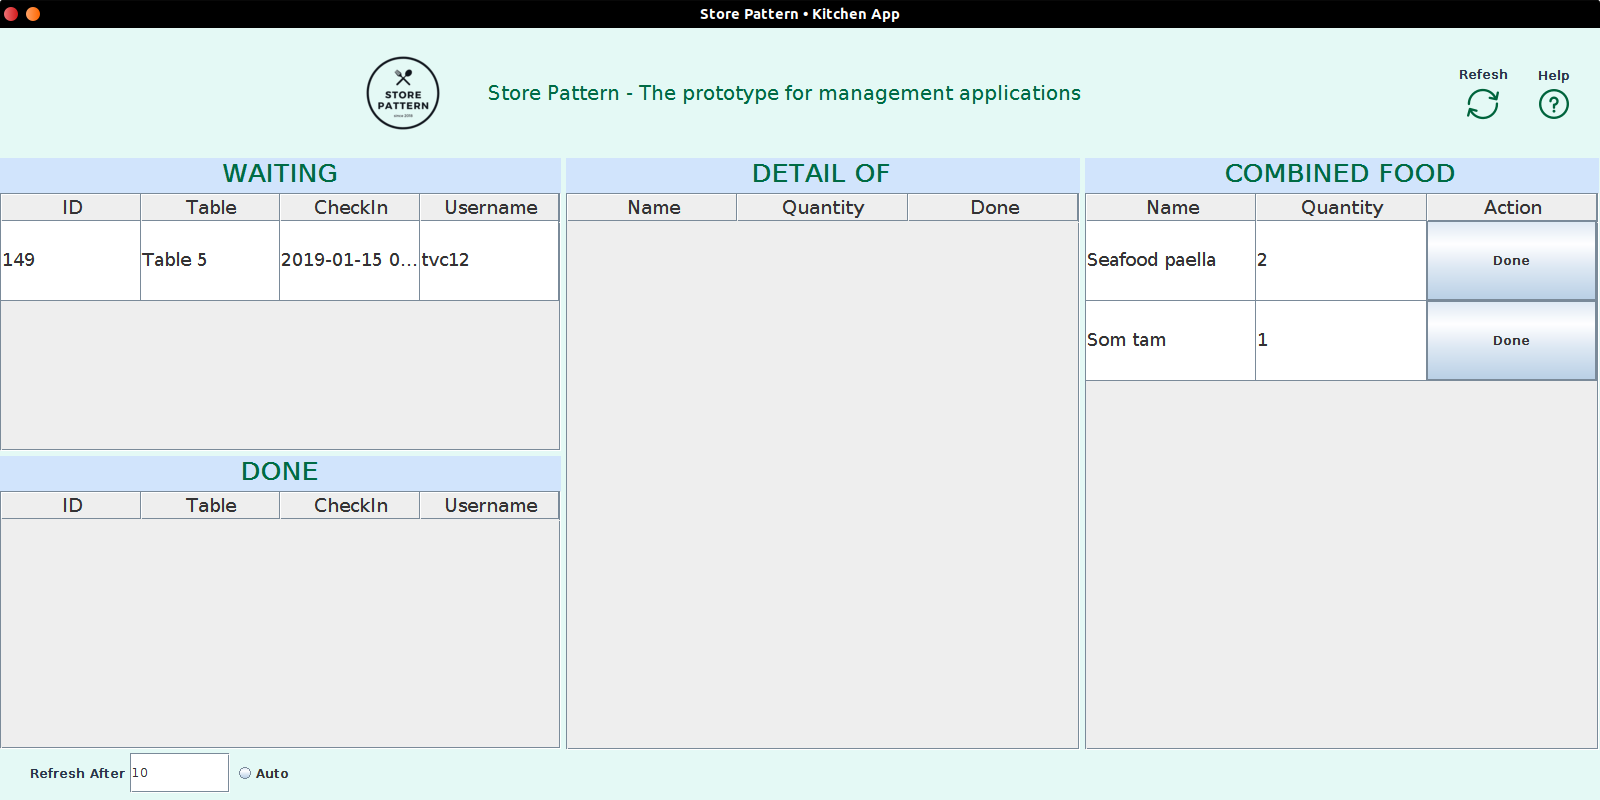 Store Pattern • Kitchen App
STORE
PATTERN
Store Pattern - The prototype for management applications
Refesh
Help
WAITING
ID Table CheckIn Username
149 Table 5 2019-01-15 0... tvc12
DONE
ID Table CheckIn Username
DETAIL OF
Name Quantity Done
COMBINED FOOD
Name Quantity Action
Seafood paella 2 Done
Som tam 1 Done
Refresh After 10 Auto